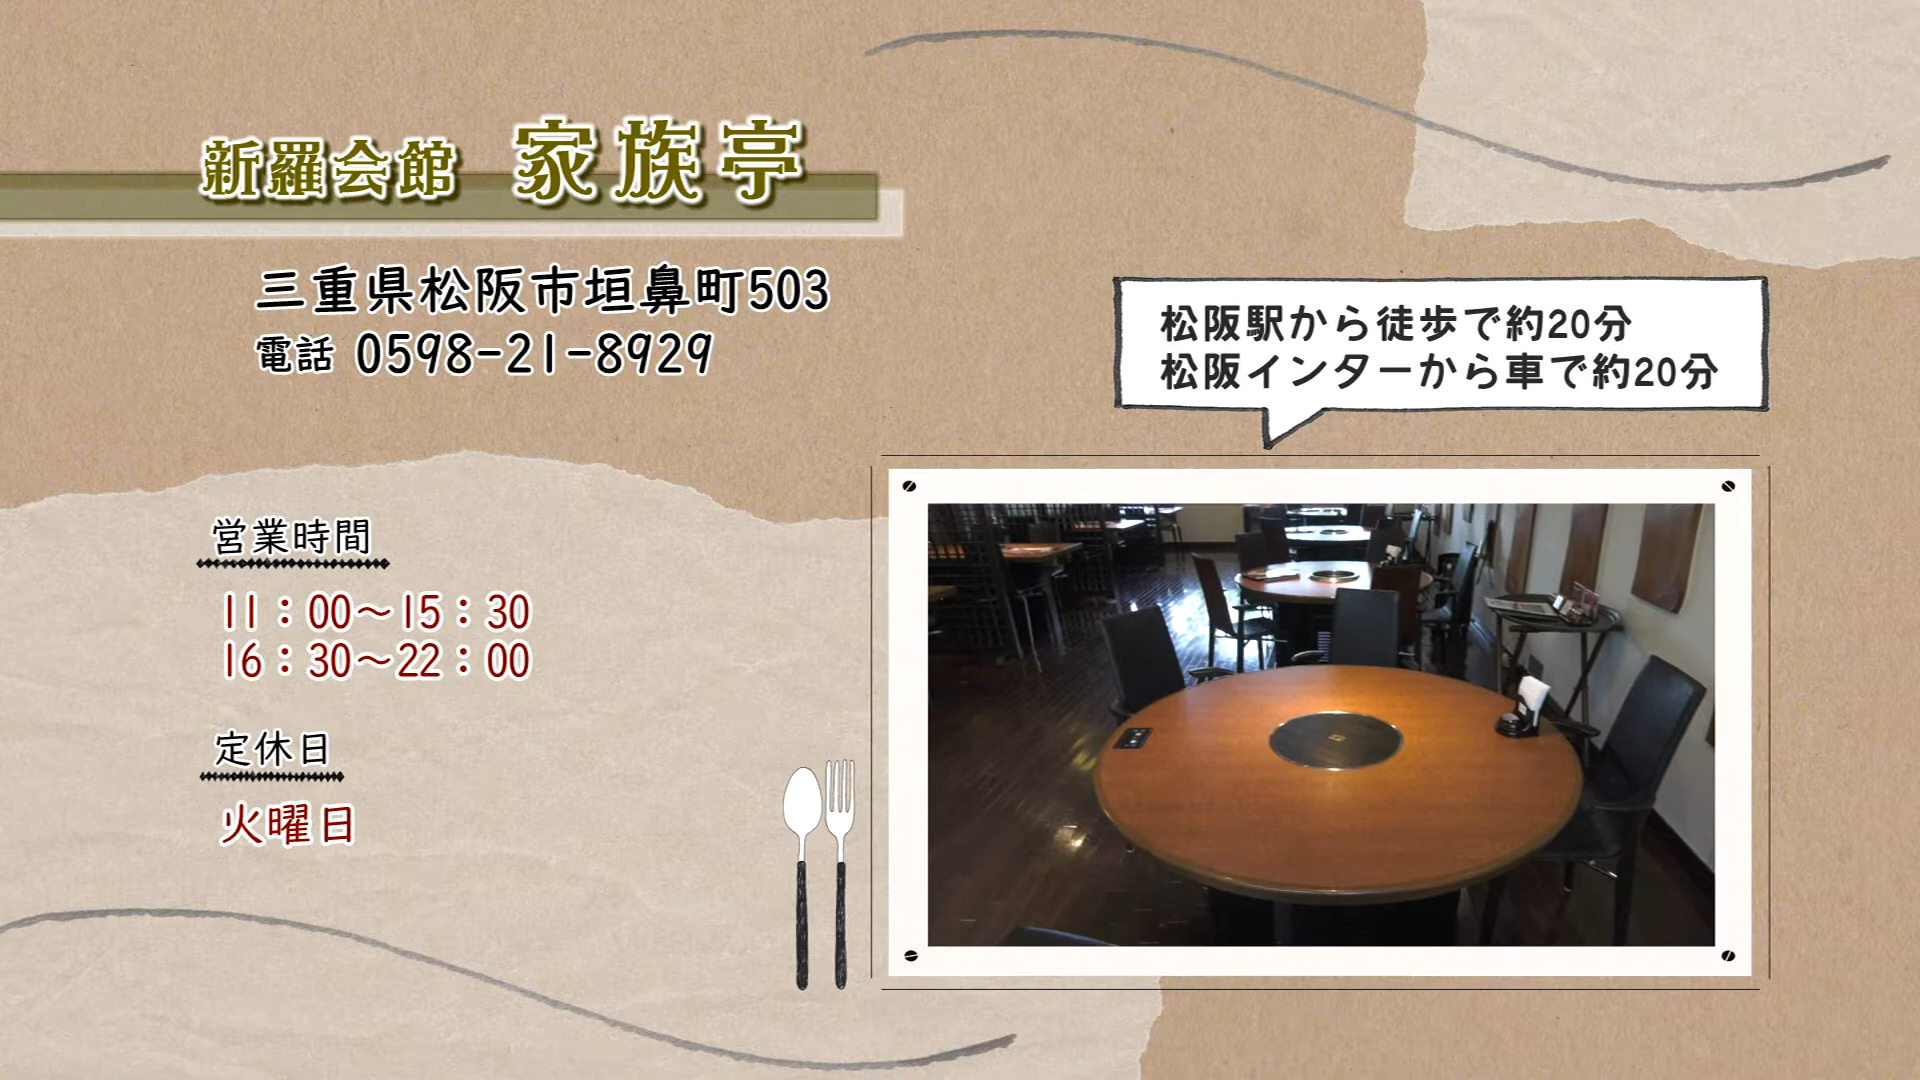 新羅会館 家族亭
三重県松阪市垣鼻町503
電話 0598-21-8929
松阪駅から徒歩で約20分
松阪インターから車で約20分
営業時間
11：00～15：30
16：30～22：00
定休日
火曜日